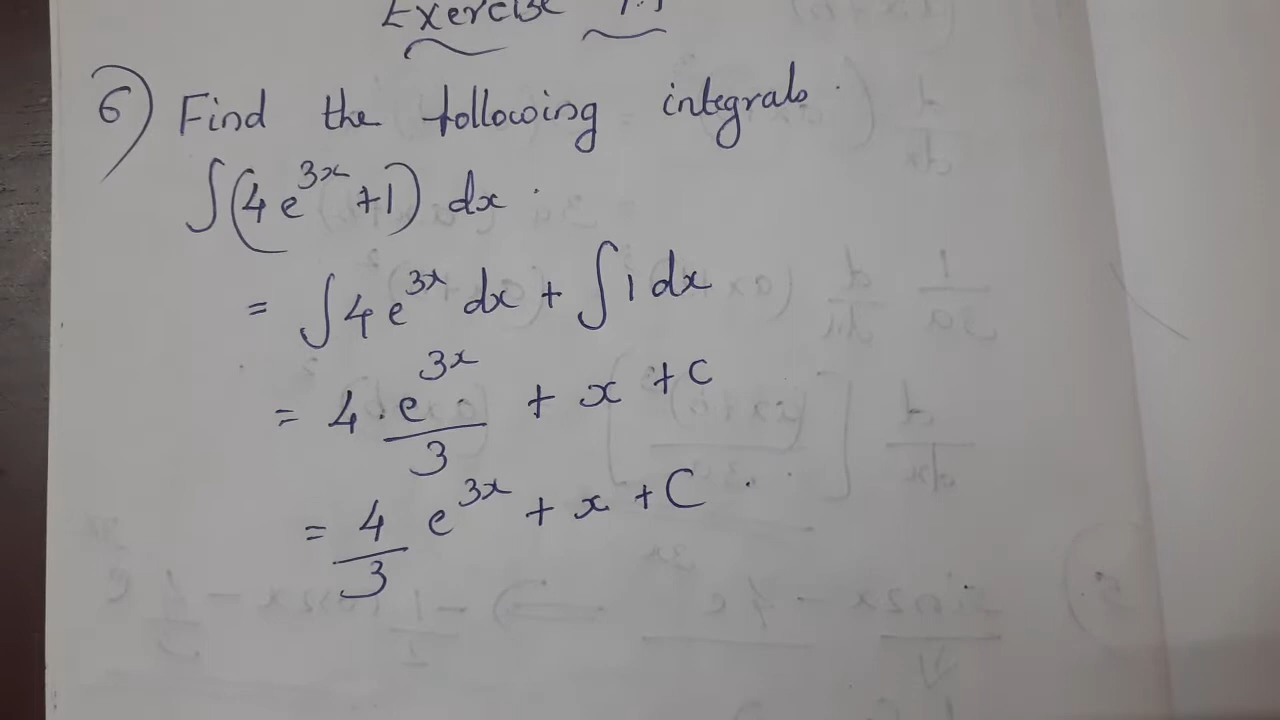 Exercise
6) Find the following integrals.
∫(4e^{3x} + 1) dx.
= ∫4e^{3x} dx + ∫1 dx
= 4 . e^{3x}/3 + x + c
= 4/3 e^{3x} + x + C.